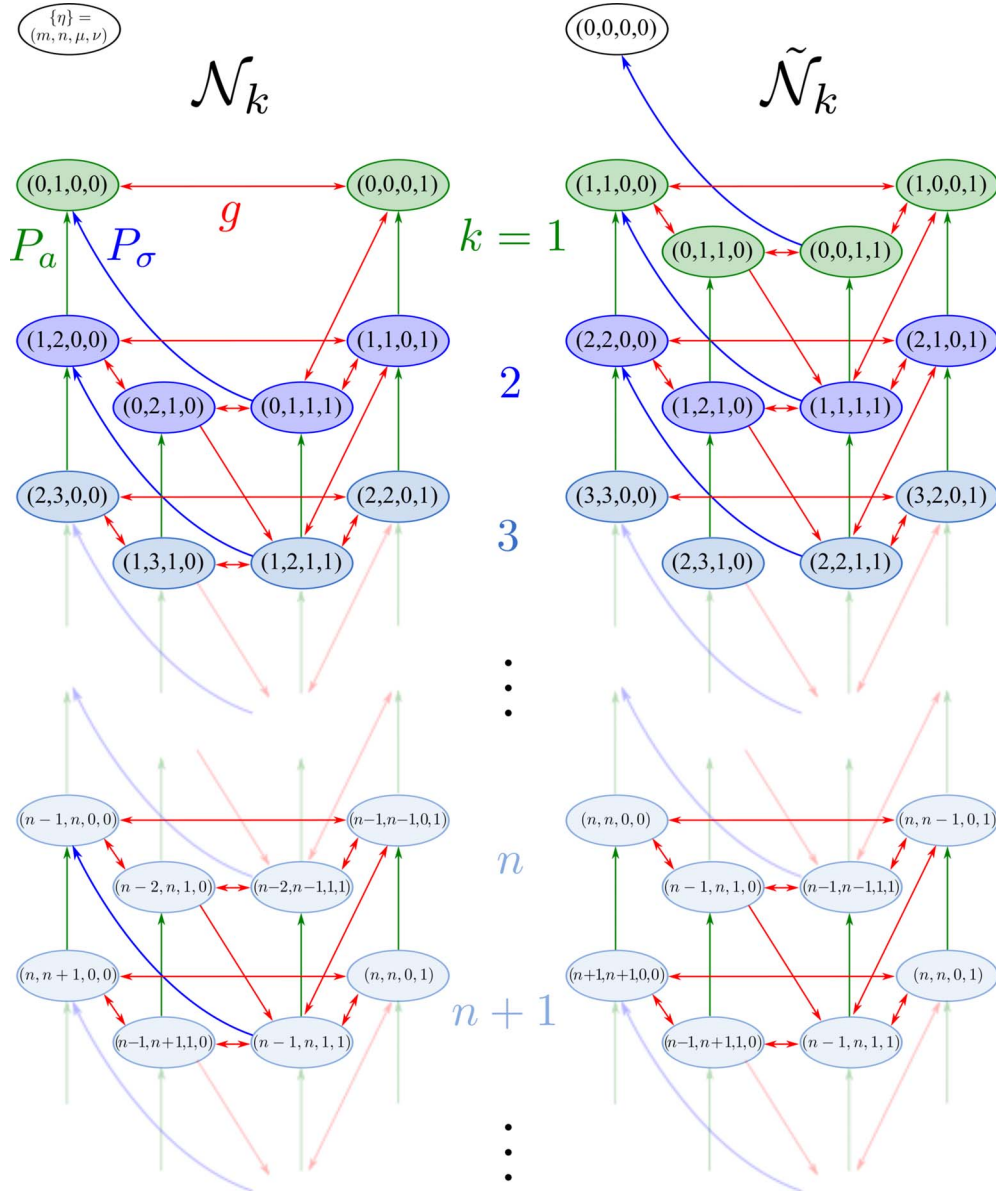 {η} =
(m, n, μ, ν)
(0,0,0,0)
𝒩_k
𝒩̃_k
(0,1,0,0)
(0,0,0,1)
(1,1,0,0)
(1,0,0,1)
g
P_a
P_σ
k = 1
(0,1,1,0)
(0,0,1,1)
(1,2,0,0)
(1,1,0,1)
(2,2,0,0)
(2,1,0,1)
2
(0,2,1,0)
(0,1,1,1)
(1,2,1,0)
(1,1,1,1)
(2,3,0,0)
(2,2,0,1)
(3,3,0,0)
(3,2,0,1)
3
(1,3,1,0)
(1,2,1,1)
(2,3,1,0)
(2,2,1,1)
⋮
(n − 1, n, 0, 0)
(n−1,n−1,0,1)
(n, n, 0, 0)
(n, n − 1, 0, 1)
n
(n − 2, n, 1, 0)
(n−2,n−1,1,1)
(n − 1, n, 1, 0)
(n−1,n−1,1,1)
(n, n + 1, 0, 0)
(n, n, 0, 1)
(n+1,n+1,0,0)
(n, n, 0, 1)
n + 1
(n−1,n+1,1,0)
(n − 1, n, 1, 1)
(n−1,n+1,1,0)
(n − 1, n, 1, 1)
⋮